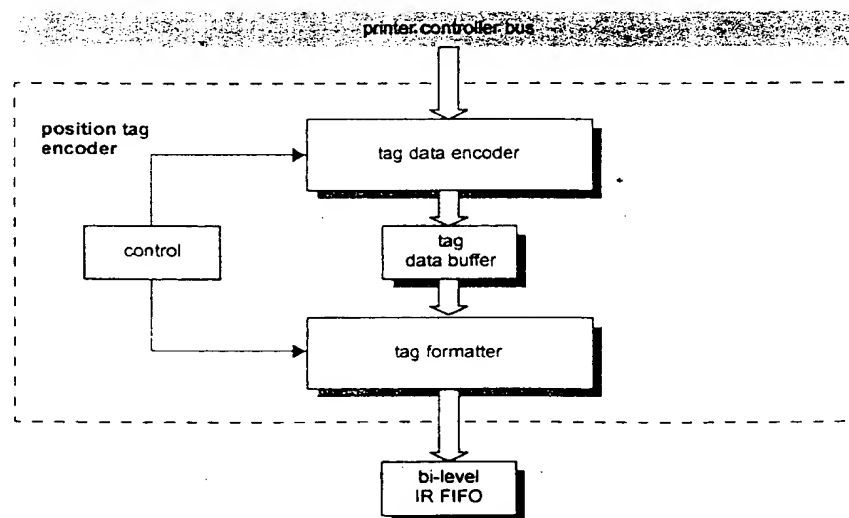 printer controller bus
position tag
encoder
tag data encoder
control
tag
data buffer
tag formatter
bi-level
IR FIFO